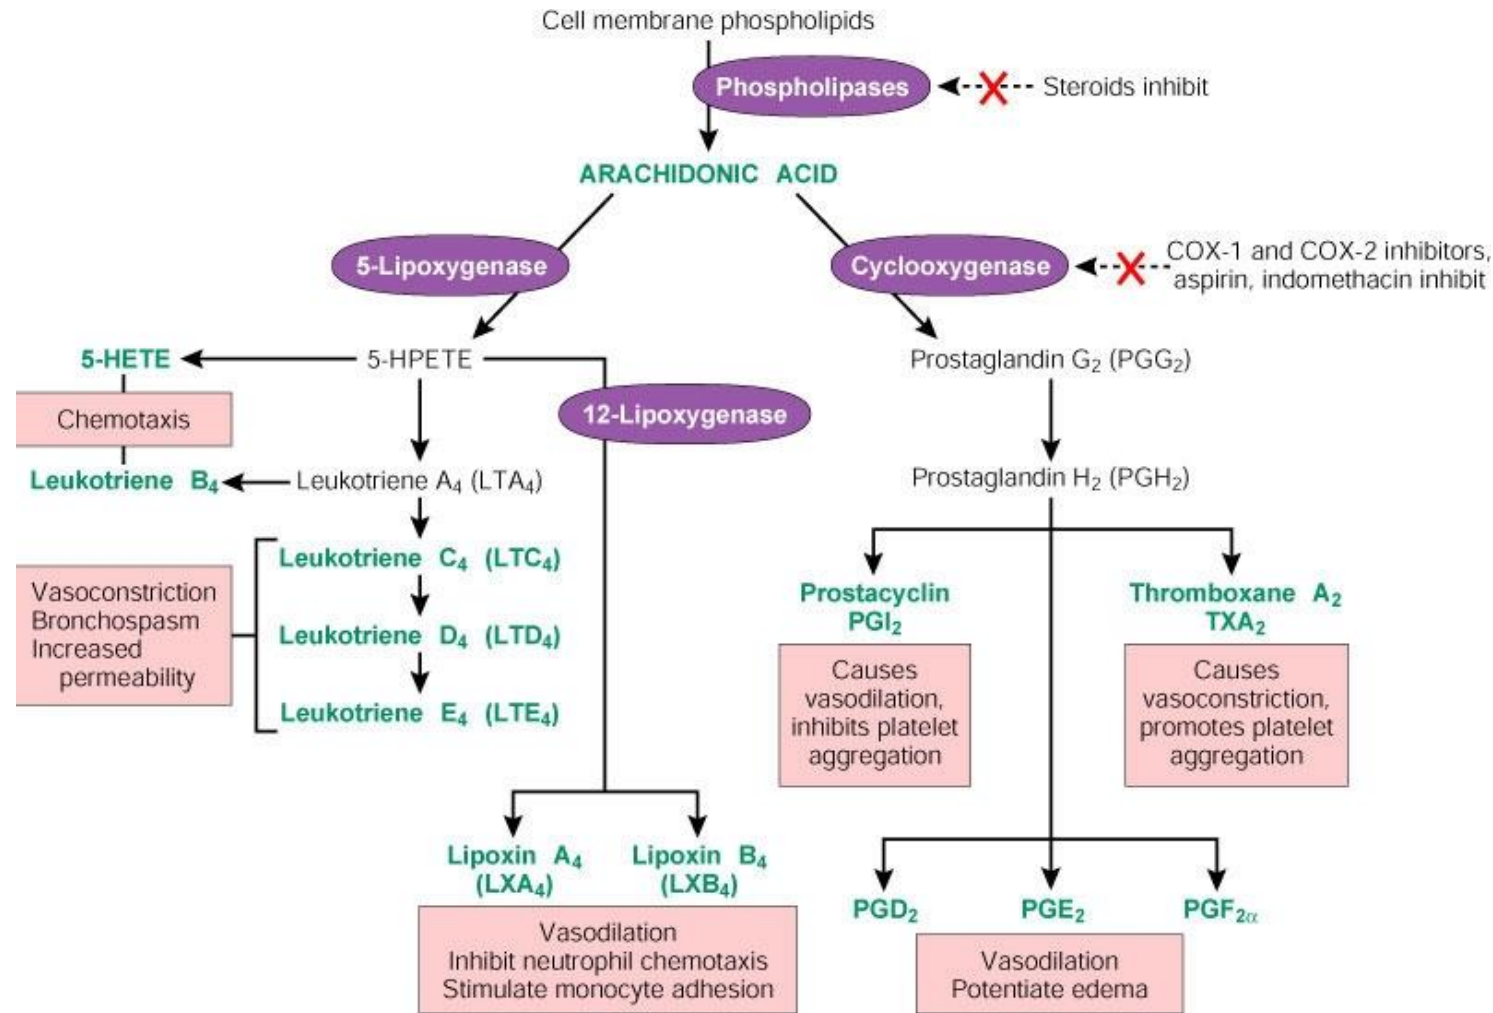 Cell membrane phospholipids
Phospholipases
Steroids inhibit
ARACHIDONIC ACID
5-Lipoxygenase
Cyclooxygenase
COX-1 and COX-2 inhibitors,
aspirin, indomethacin inhibit
5-HETE
5-HPETE
Prostaglandin G₂ (PGG₂)
Chemotaxis
12-Lipoxygenase
Leukotriene B₄
Leukotriene A₄ (LTA₄)
Prostaglandin H₂ (PGH₂)
Leukotriene C₄ (LTC₄)
Vasoconstriction
Bronchospasm
Increased
permeability
Leukotriene D₄ (LTD₄)
Leukotriene E₄ (LTE₄)
Prostacyclin
PGI₂
Thromboxane A₂
TXA₂
Causes
vasodilation,
inhibits platelet
aggregation
Causes
vasoconstriction,
promotes platelet
aggregation
Lipoxin A₄
(LXA₄)
Lipoxin B₄
(LXB₄)
Vasodilation
Inhibit neutrophil chemotaxis
Stimulate monocyte adhesion
PGD₂
PGE₂
PGF₂α
Vasodilation
Potentiate edema